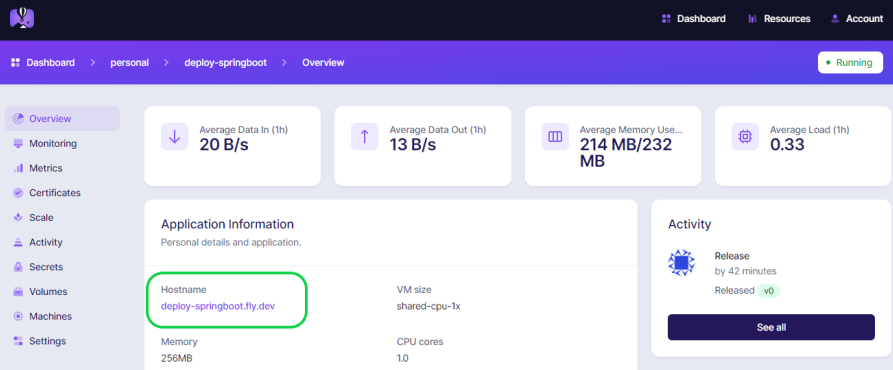 Dashboard
Resources
Account
Dashboard > personal > deploy-springboot > Overview
Running
Overview
Monitoring
Metrics
Certificates
Scale
Activity
Secrets
Volumes
Machines
Settings
Average Data In (1h)
20 B/s
Average Data Out (1h)
13 B/s
Average Memory Use...
214 MB/232
MB
Average Load (1h)
0.33
Application Information
Personal details and application.
Hostname
deploy-springboot.fly.dev
VM size
shared-cpu-1x
Memory
256MB
CPU cores
1.0
Activity
Release
by 42 minutes
Released v0
See all